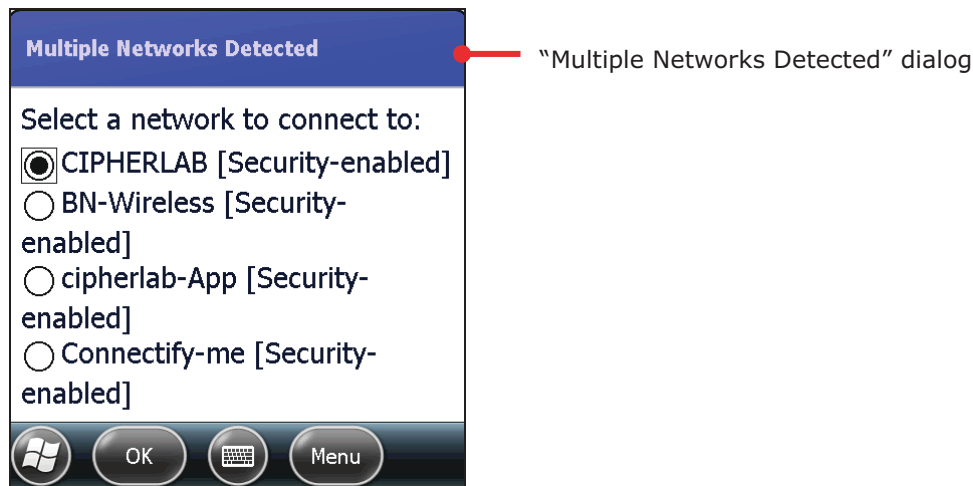 Multiple Networks Detected
“Multiple Networks Detected” dialog
Select a network to connect to:
CIPHERLAB [Security-enabled]
BN-Wireless [Security-
enabled]
cipherlab-App [Security-
enabled]
Connectify-me [Security-
enabled]
OK
Menu